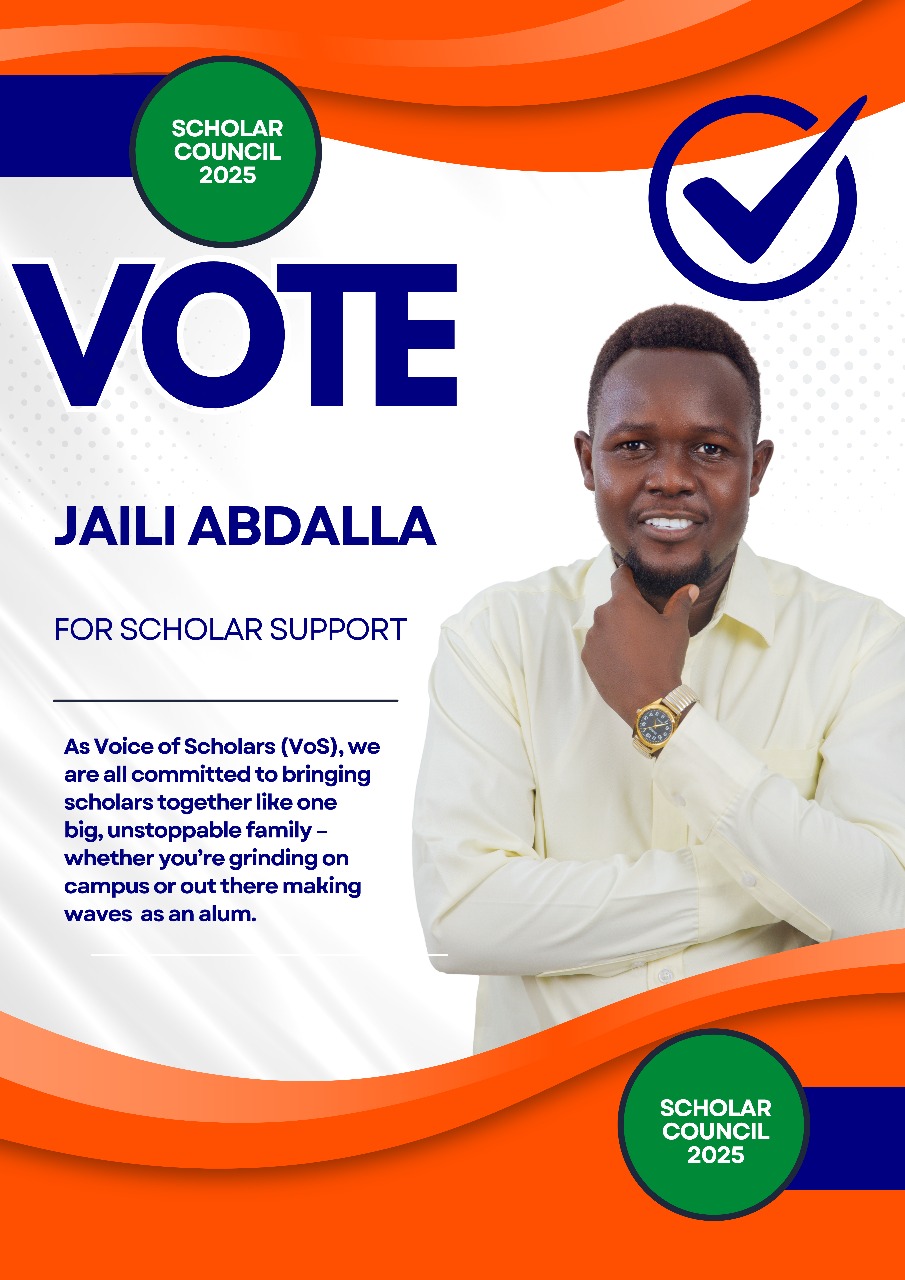 SCHOLAR
COUNCIL
2025
VOTE
JAILI ABDALLA
FOR SCHOLAR SUPPORT
As Voice of Scholars (VoS), we
are all committed to bringing
scholars together like one
big, unstoppable family –
whether you're grinding on
campus or out there making
waves as an alum.
SCHOLAR
COUNCIL
2025